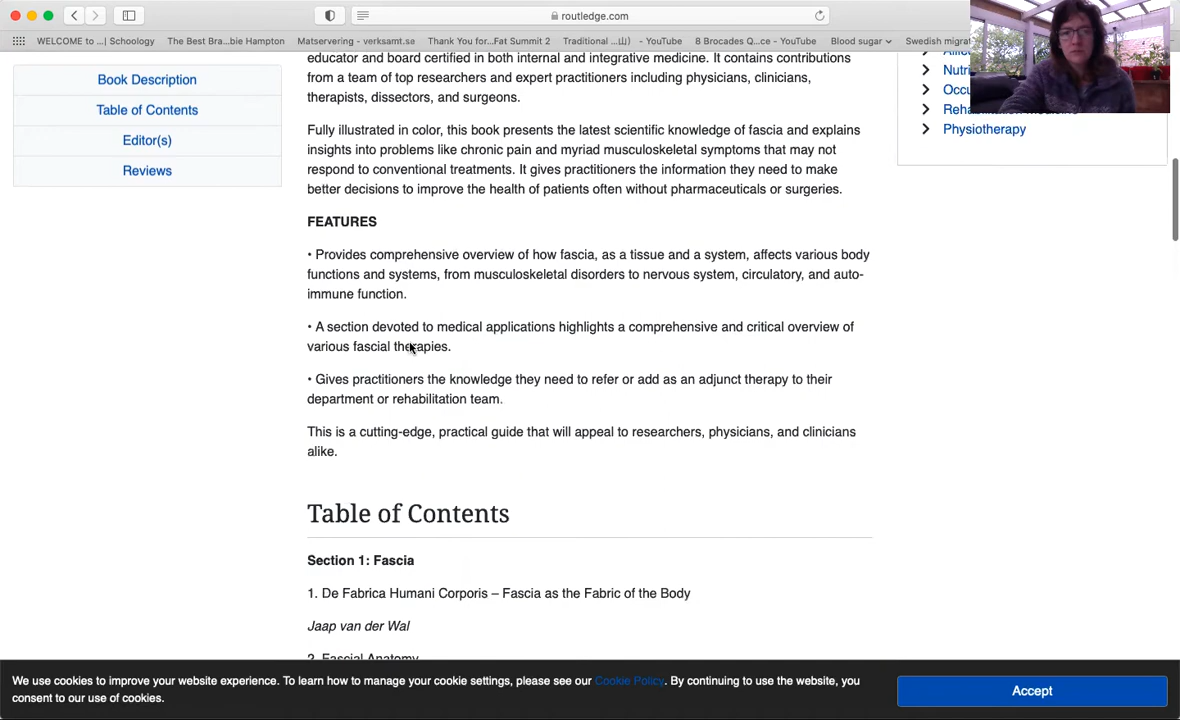 routledge.com
WELCOME to ...| Schoology
The Best Bra...bie Hampton
Matservering - verksamt.se
Thank You for...Fat Summit 2
Traditional ...山) - YouTube
8 Brocades Q...ce - YouTube
Blood sugar
Swedish migrat
Book Description
Table of Contents
Editor(s)
Reviews
educator and board certified in both internal and integrative medicine. It contains contributions
from a team of top researchers and expert practitioners including physicians, clinicians,
therapists, dissectors, and surgeons.
Fully illustrated in color, this book presents the latest scientific knowledge of fascia and explains
insights into problems like chronic pain and myriad musculoskeletal symptoms that may not
respond to conventional treatments. It gives practitioners the information they need to make
better decisions to improve the health of patients often without pharmaceuticals or surgeries.
FEATURES
• Provides comprehensive overview of how fascia, as a tissue and a system, affects various body
functions and systems, from musculoskeletal disorders to nervous system, circulatory, and auto-
immune function.
• A section devoted to medical applications highlights a comprehensive and critical overview of
various fascial therapies.
• Gives practitioners the knowledge they need to refer or add as an adjunct therapy to their
department or rehabilitation team.
This is a cutting-edge, practical guide that will appeal to researchers, physicians, and clinicians
alike.
Table of Contents
Section 1: Fascia
1. De Fabrica Humani Corporis – Fascia as the Fabric of the Body
Jaap van der Wal
2. Fascial Anatomy
Nutri
Occu
Physiotherapy
We use cookies to improve your website experience. To learn how to manage your cookie settings, please see our Cookie Policy. By continuing to use the website, you
consent to our use of cookies.
Accept